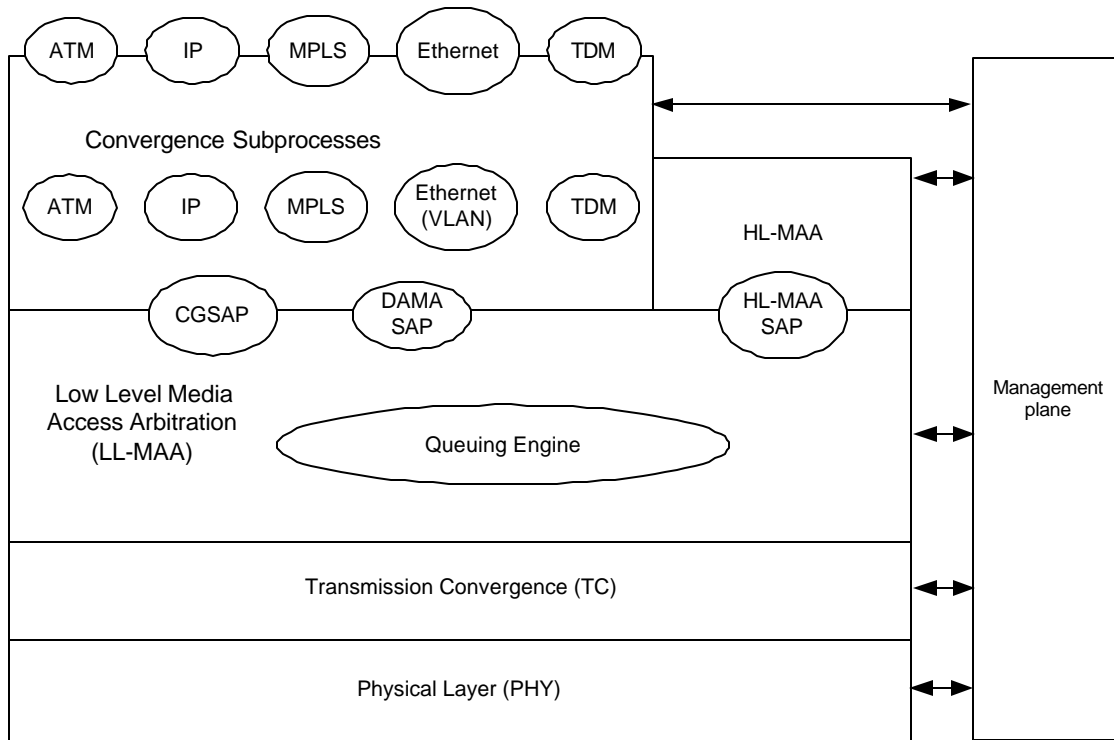 ATM
IP
MPLS
Ethernet
TDM
Convergence Subprocesses
ATM
IP
MPLS
Ethernet
(VLAN)
TDM
HL-MAA
CGSAP
DAMA
SAP
HL-MAA
SAP
Low Level Media
Access Arbitration
(LL-MAA)
Queuing Engine
Management
plane
Transmission Convergence (TC)
Physical Layer (PHY)